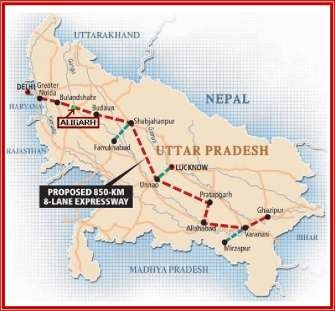 UTTARAKHAND
NEPAL
DELHI
Greater
Noida
Bulandshahr
HARYANA
ALIGARH
Budaun
Shahjahanpur
Ganga
RAJASTHAN
Farrukhabad
UTTAR PRADESH
LUCKNOW
PROPOSED 850-KM
8-LANE EXPRESSWAY
Unnao
Pratapgarh
Ghazipur
Allahabad
Varanasi
BIHAR
Mirzapur
MADHYA PRADESH